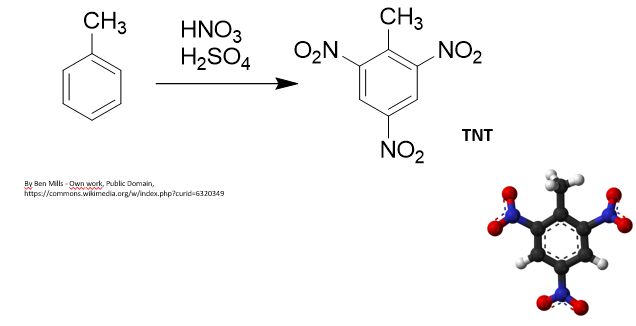 CH3
HNO3
H2SO4
CH3
O2N
NO2
NO2
TNT
By Ben Mills - Own work, Public Domain,
https://commons.wikimedia.org/w/index.php?curid=6320349